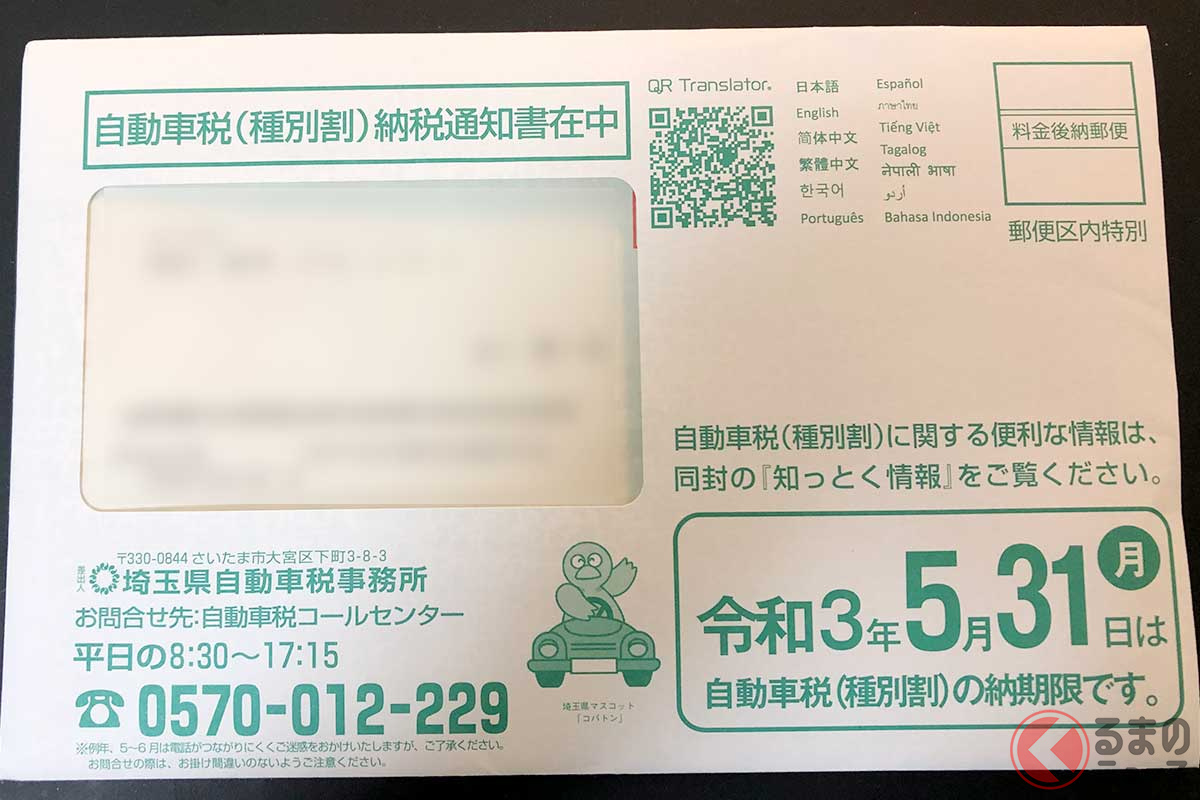 自動車税(種別割)納税通知書在中
QR Translator®
日本語
English
简体中文
繁體中文
한국어
Português
Español
ภาษาไทย
Tiếng Việt
Tagalog
नेपाली भाषा
اُردو
Bahasa Indonesia
料金後納郵便
郵便区内特別
自動車税(種別割)に関する便利な情報は、
同封の『知っとく情報』をご覧ください。
令和3年5月31日(月)は
自動車税(種別割)の納期限です。
〒330-0844 さいたま市大宮区下町3-8-3
差出人 埼玉県自動車税事務所
お問合せ先:自動車税コールセンター
平日の8:30～17:15
☎0570-012-229
※例年、5～6月は電話がつながりにくくご迷惑をおかけいたしますが、ご了承ください。
お問合せの際は、お掛け間違いのないようご注意ください。
埼玉県マスコット
「コバトン」
くるまの
ニュース